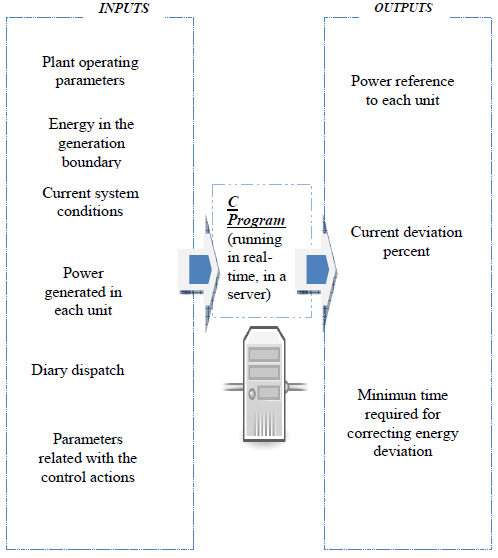 INPUTS
Plant operating
parameters
Energy in the
generation
boundary
Current system
conditions
Power
generated in
each unit
Diary dispatch
Parameters
related with the
control actions
C
Program
(running
in real-
time, in a
server)
OUTPUTS
Power reference
to each unit
Current deviation
percent
Minimun time
required for
correcting energy
deviation